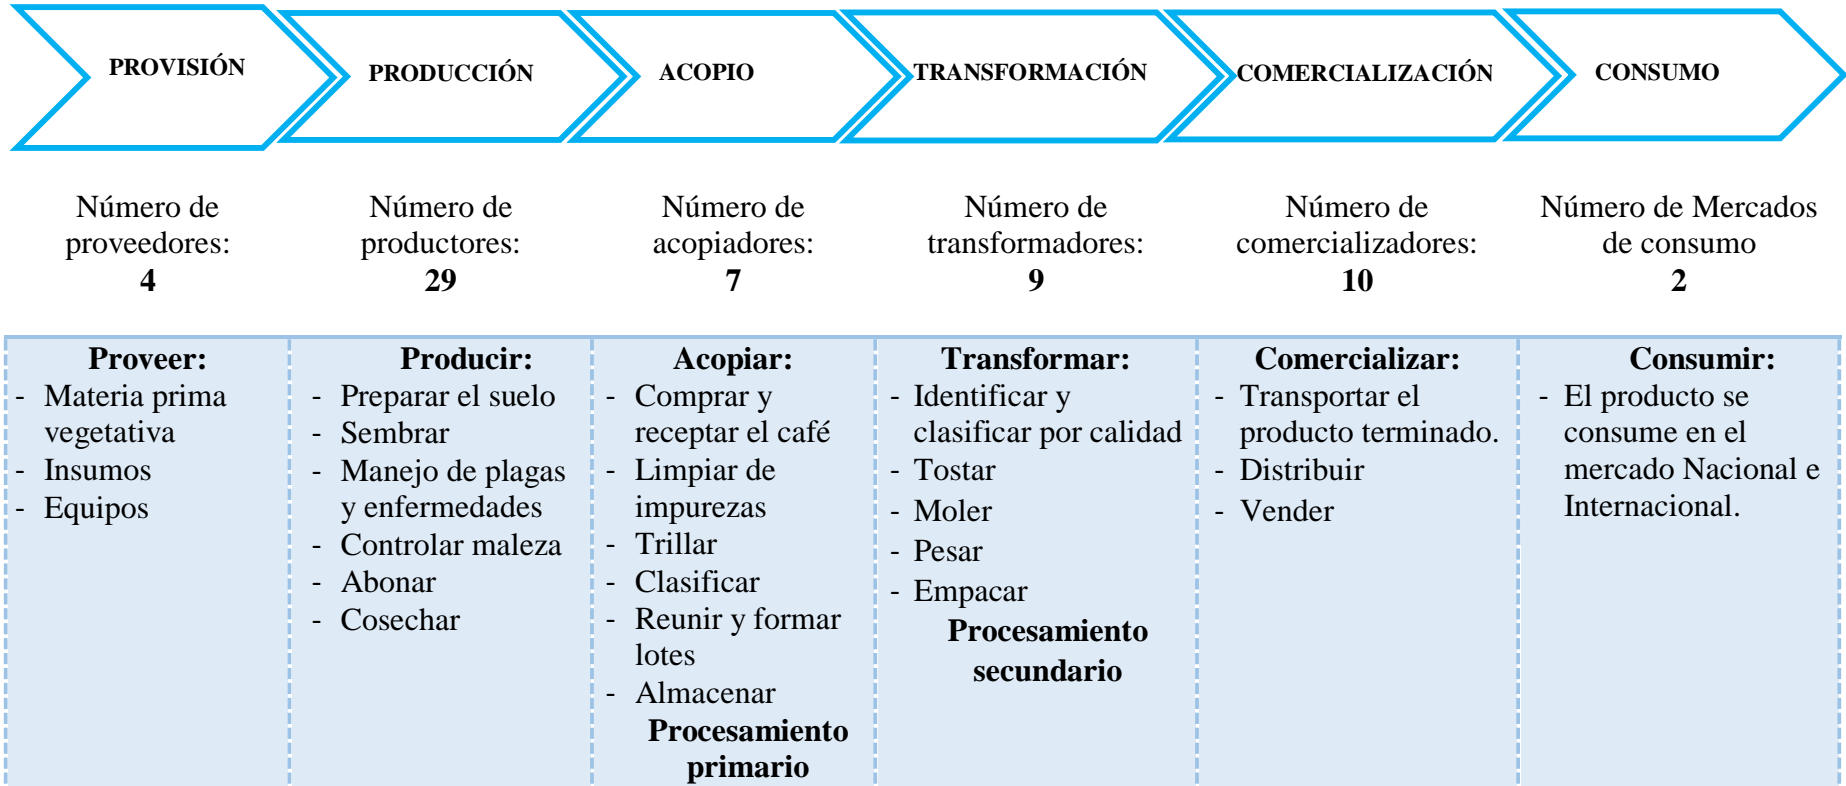 PROVISIÓN
PRODUCCIÓN
ACOPIO
TRANSFORMACIÓN
COMERCIALIZACIÓN
CONSUMO
Número de
proveedores:
4
Número de
productores:
29
Número de
acopiadores:
7
Número de
transformadores:
9
Número de
comercializadores:
10
Número de Mercados
de consumo
2
Proveer:
- Materia prima
vegetativa
- Insumos
- Equipos
Producir:
- Preparar el suelo
- Sembrar
- Manejo de plagas
y enfermedades
- Controlar maleza
- Abonar
- Cosechar
Acopiar:
- Comprar y
receptar el café
- Limpiar de
impurezas
- Trillar
- Clasificar
- Reunir y formar
lotes
- Almacenar
Procesamiento
primario
Transformar:
- Identificar y
clasificar por calidad
- Tostar
- Moler
- Pesar
- Empacar
Procesamiento
secundario
Comercializar:
- Transportar el
producto terminado.
- Distribuir
- Vender
Consumir:
- El producto se
consume en el
mercado Nacional e
Internacional.